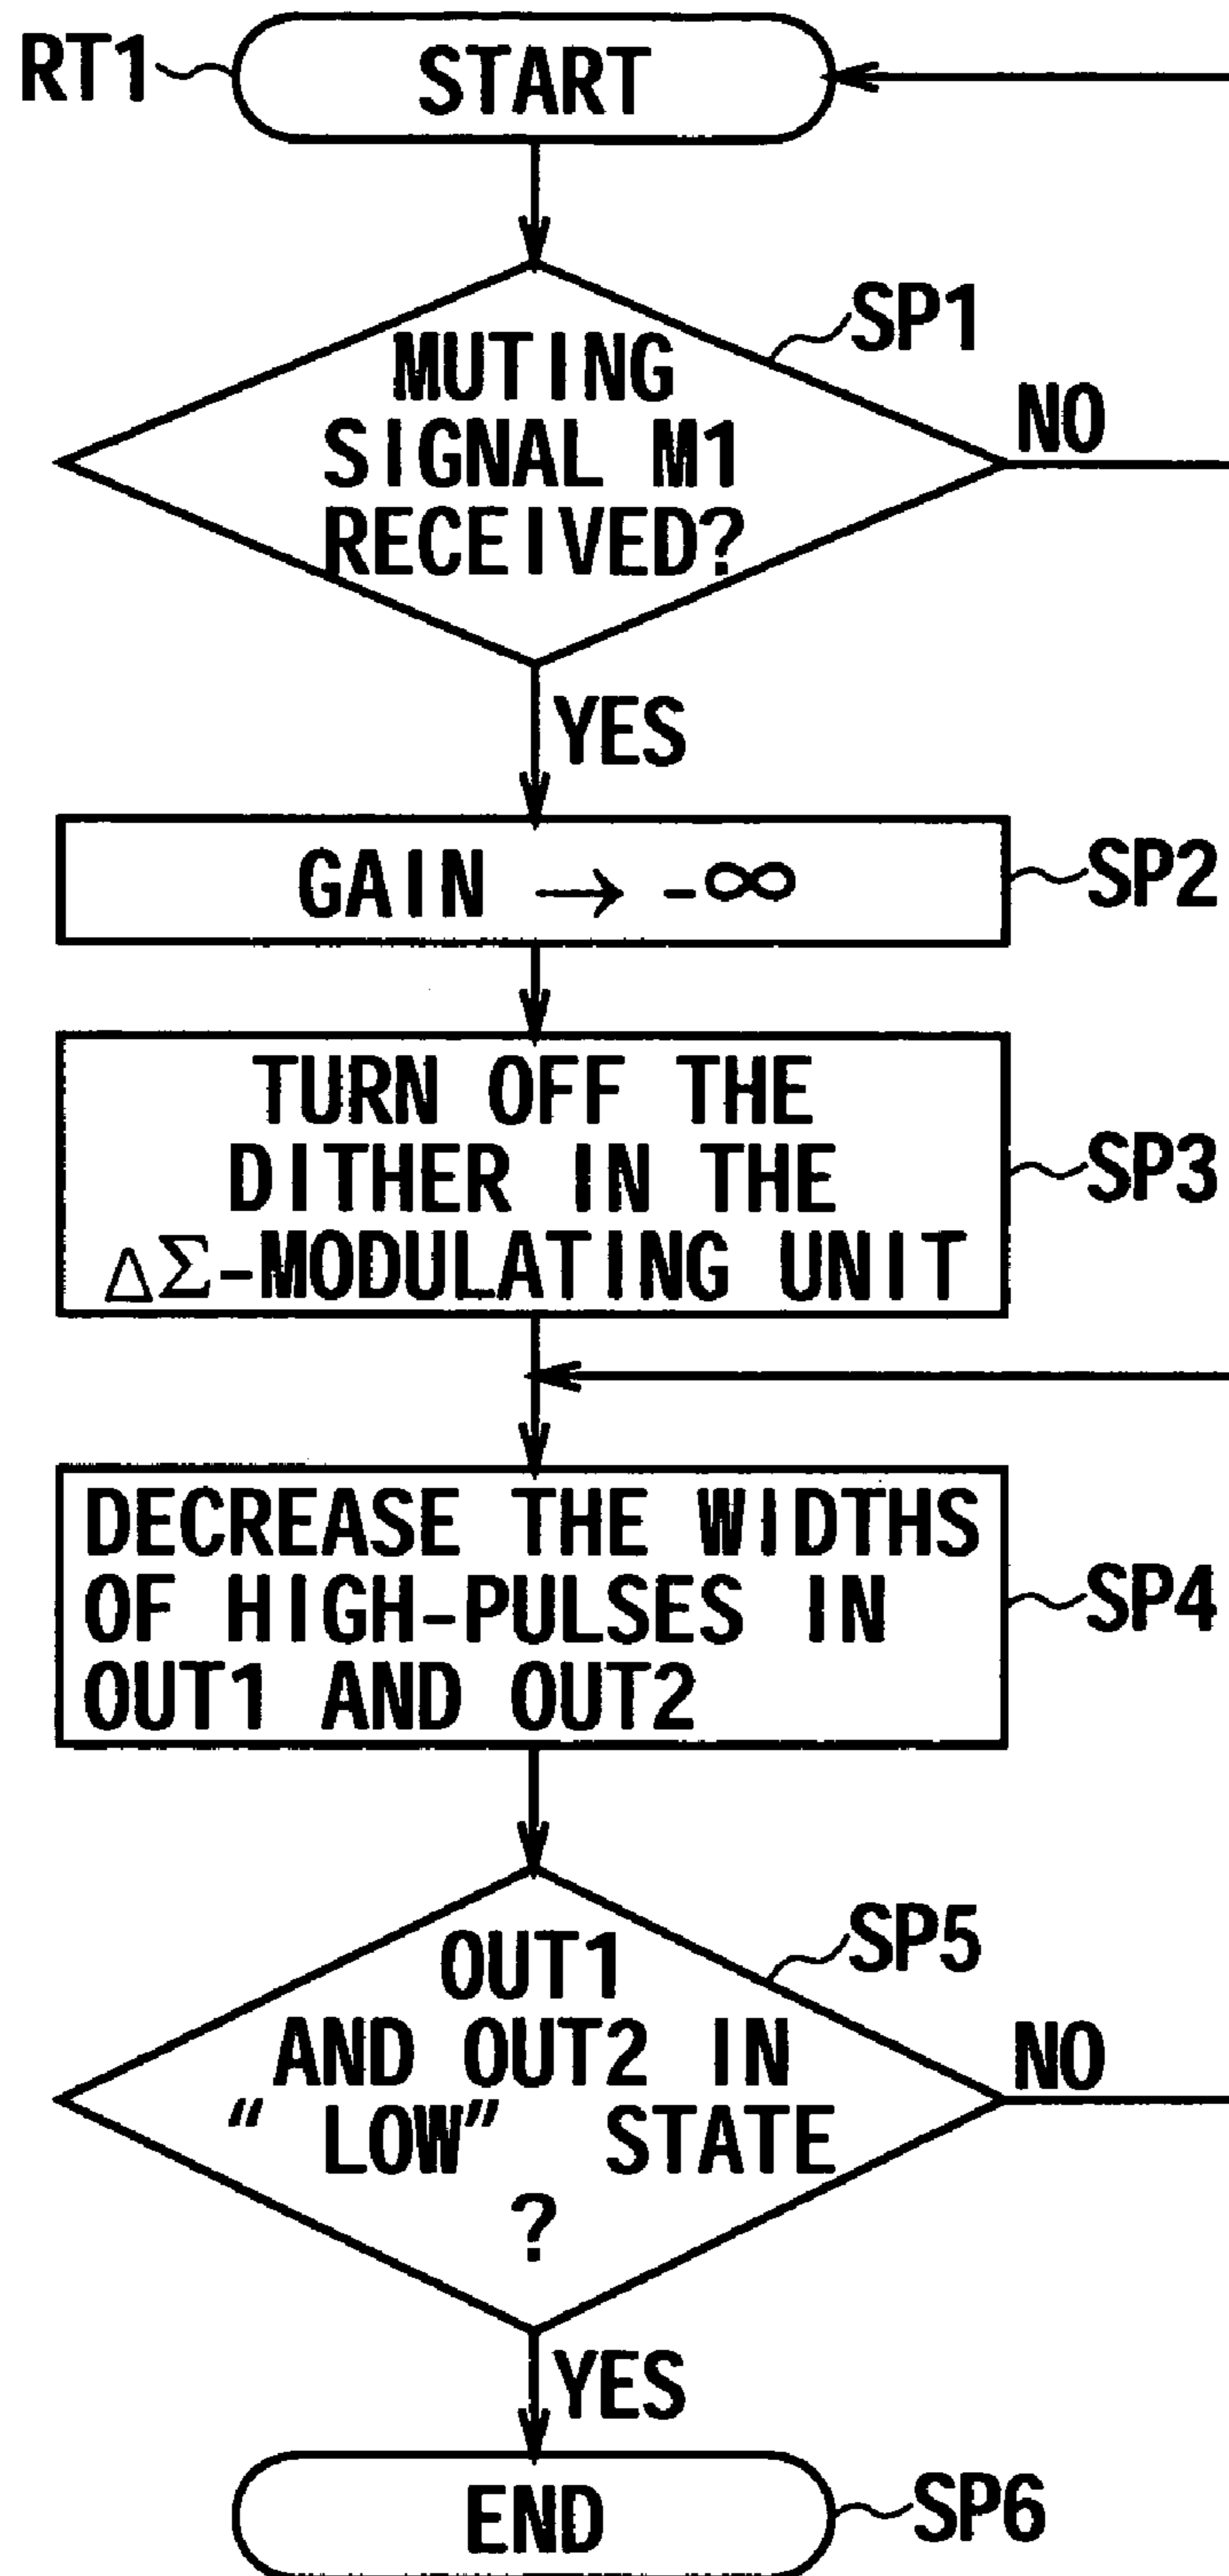 RT1
START
SP1
MUTING
SIGNAL M1
RECEIVED?
NO
YES
GAIN → -∞
SP2
TURN OFF THE
DITHER IN THE
ΔΣ-MODULATING UNIT
SP3
DECREASE THE WIDTHS
OF HIGH-PULSES IN
OUT1 AND OUT2
SP4
SP5
OUT1
AND OUT2 IN
“ LOW” STATE
?
NO
YES
END
SP6